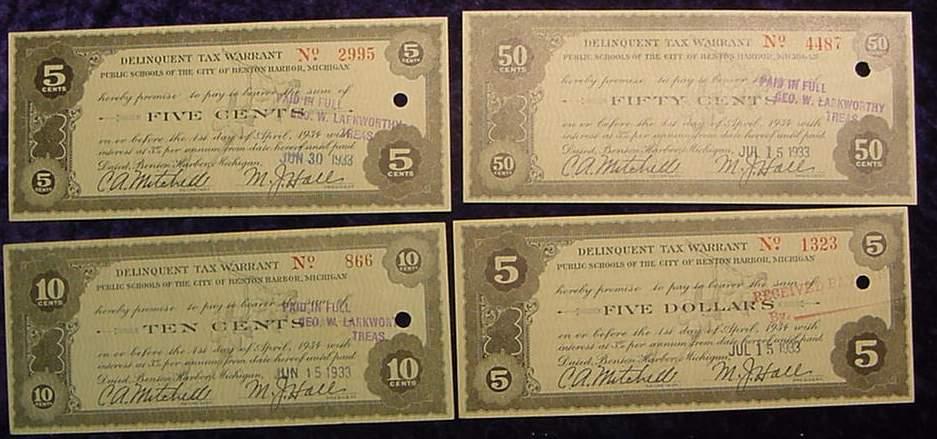 5 CENTS
DELINQUENT TAX WARRANT No 2995
5 CENTS
PUBLIC SCHOOLS OF THE CITY OF BENTON HARBOR, MICHIGAN
hereby promise to pay to bearer the sum of
PAID IN FULL
FIVE CENTS
GEO. W. LARKWORTHY
TREAS.
on or before the 1st day of April, 1934 with
interest at 3% per annum from date hereof until paid
Dated, Benton Harbor, Michigan, JUN 30 1933
5 CENTS
C.A. Mitchell
M.J. Hall
5 CENTS
SECRETARY
PRESIDENT
50 CENTS
DELINQUENT TAX WARRANT No 4487
50
PUBLIC SCHOOLS OF THE CITY OF BENTON HARBOR, MICHIGAN
hereby promise to pay to bearer the
PAID IN FULL
FIFTY CENTS
GEO. W. LARKWORTHY
TREAS.
on or before the 1st day of April, 1934 with
interest at 3% per annum from date hereof until paid
Dated, Benton Harbor, Michigan, JUL 15 1933
50
C.A. Mitchell
M.J. Hall
50 CENTS
10 CENTS
DELINQUENT TAX WARRANT No 866
10 CENTS
PUBLIC SCHOOLS OF THE CITY OF BENTON HARBOR, MICHIGAN
hereby promise to pay to bearer the sum of
PAID IN FULL
TEN CENTS
GEO. W. LARKWORT
TREAS.
on or before the 1st day of April, 1934 with
interest at 3% per annum from date hereof until paid
Dated, Benton Harbor, Michigan, JUN 15 1933
10
C.A. Mitchell
M.J. Hall
10 CENTS
5
DELINQUENT TAX WARRANT No 1323
5
PUBLIC SCHOOLS OF THE CITY OF BENTON HARBOR, MICHIGAN
hereby promise to pay to bearer the sum of
RECEIVED
FIVE DOLLARS
on or before the 1st day of April, 1934 with
interest at 3% per annum from date hereof until paid
Dated, Benton Harbor, Michigan, JUL 15 1933
5
C.A. Mitchell
M.J. Hall
5